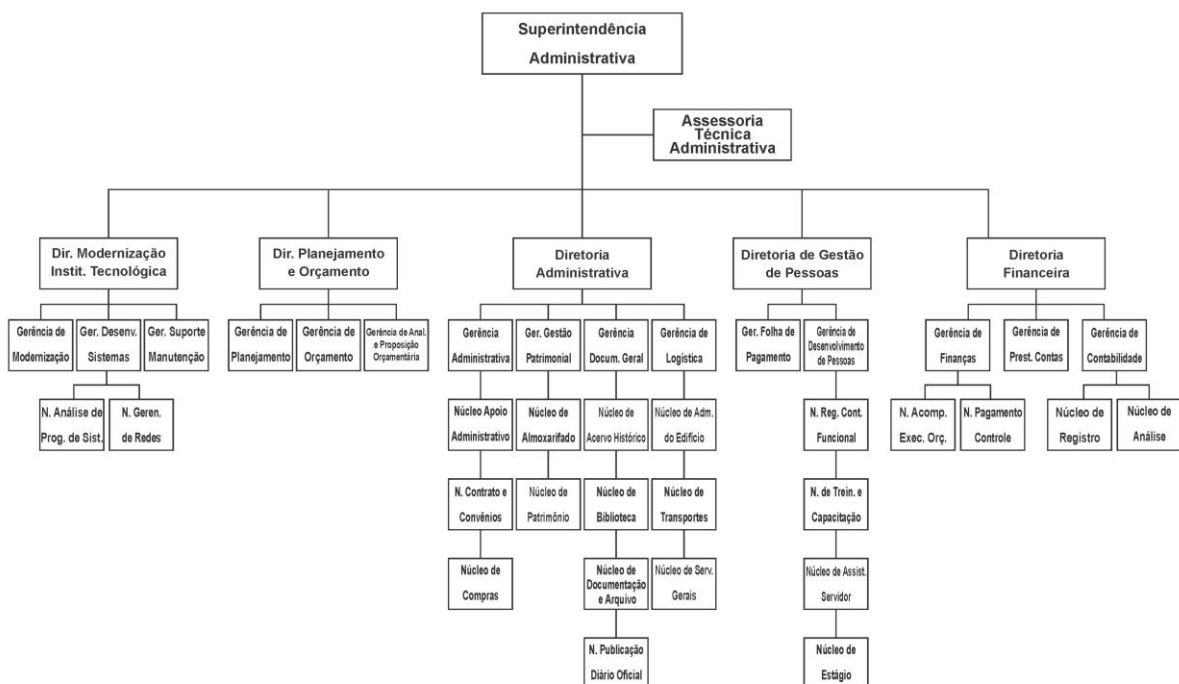 Superintendência
Administrativa
Assessoria
Técnica
Administrativa
Dir. Modernização
Instit. Tecnológica
Dir. Planejamento
e Orçamento
Diretoria
Administrativa
Diretoria de Gestão
de Pessoas
Diretoria
Financeira
Gerência de
Modernização
Ger. Desenv.
Sistemas
Ger. Suporte
Manutenção
Gerência de
Planejamento
Gerência de
Orçamento
Gerência de Anal.
e Proposição
Orçamentária
Gerência
Administrativa
Ger. Gestão
Patrimonial
Gerência
Docum. Geral
Gerência de
Logistica
Ger. Folha de
Pagamento
Gerência de
Desenvolvimento
de Pessoas
Gerência de
Finanças
Gerência de
Prest. Contas
Gerência de
Contabilidade
N. Análise de
Prog. de Sist.
N. Geren.
de Redes
Núcleo Apoio
Administrativo
Núcleo de
Almoxarifado
Núcleo de
Acervo Histórico
Núcleo de Adm.
do Edifício
N. Reg. Cont.
Funcional
N. Acomp.
Exec. Orç.
N. Pagamento
Controle
Núcleo de
Registro
Núcleo de
Análise
N. Contrato e
Convênios
Núcleo de
Patrimônio
Núcleo de
Biblioteca
Núcleo de
Transportes
N. de Trein. e
Capacitação
Núcleo de
Compras
Núcleo de
Documentação
e Arquivo
Núcleo de Serv.
Gerais
Núcleo de Assist.
Servidor
N. Publicação
Diário Oficial
Núcleo de
Estágio